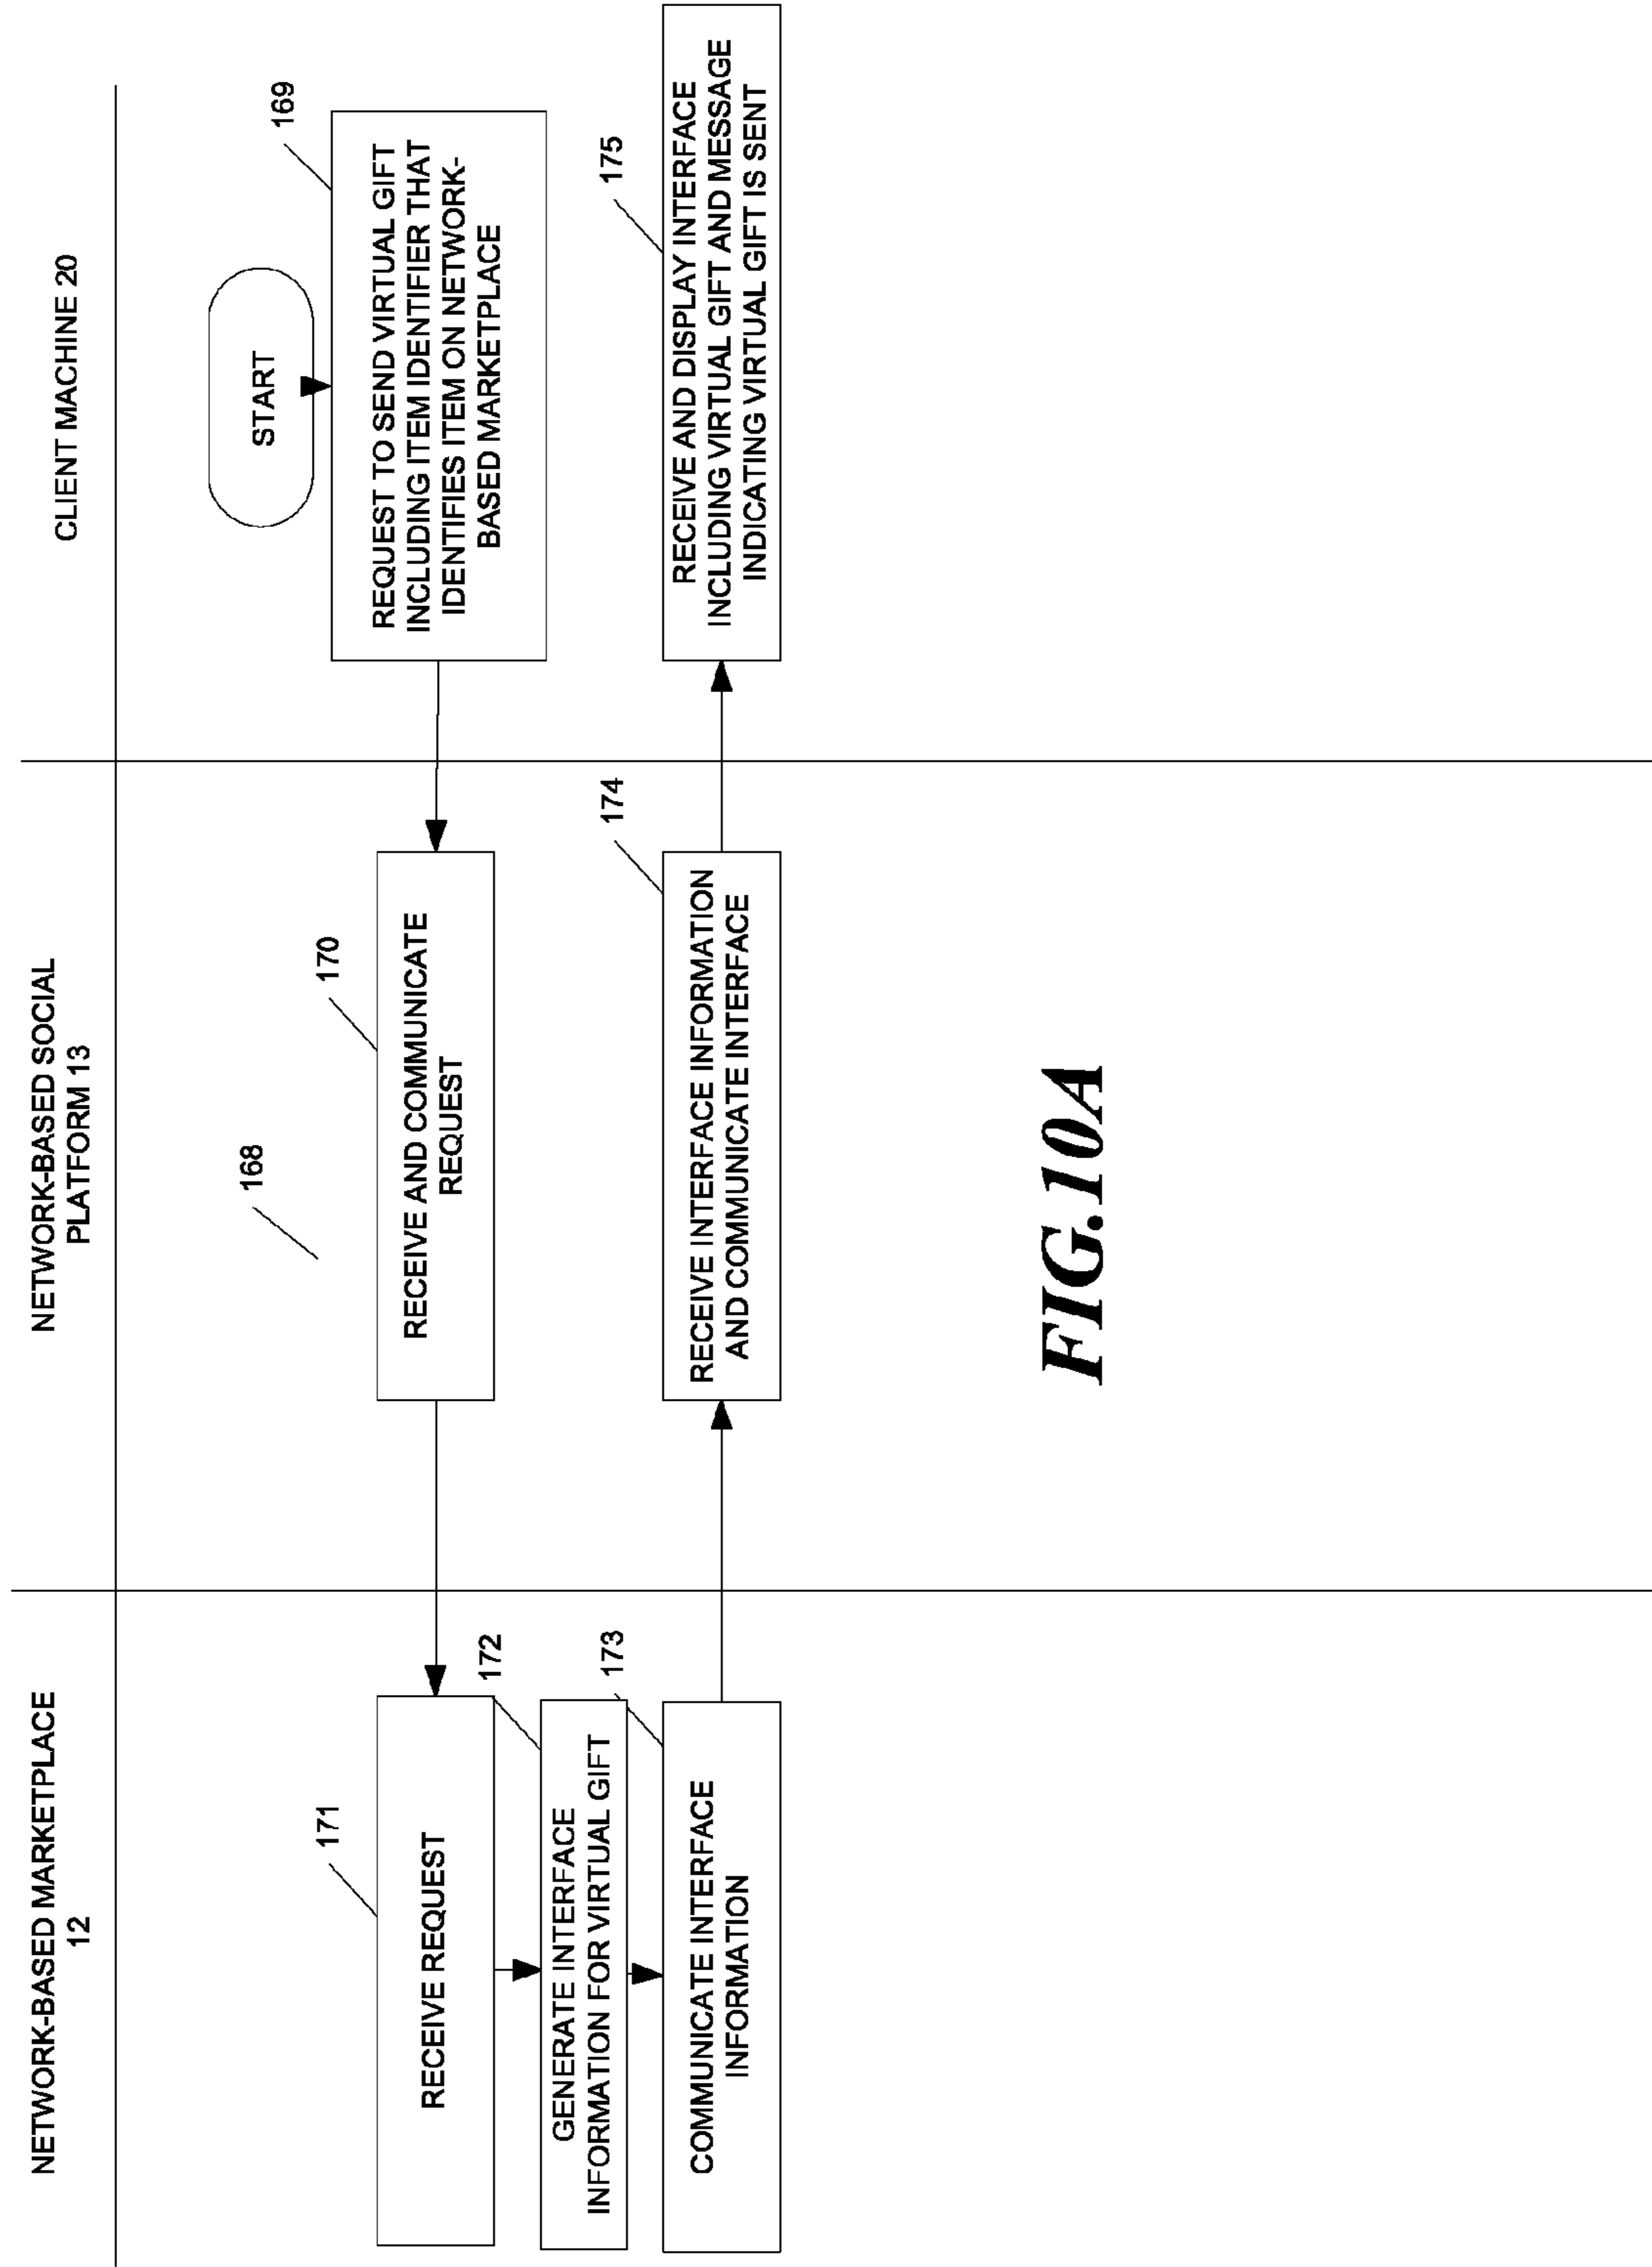 NETWORK-BASED MARKETPLACE
12
NETWORK-BASED SOCIAL
PLATFORM 13
CLIENT MACHINE 20
START
169
REQUEST TO SEND VIRTUAL GIFT
INCLUDING ITEM IDENTIFIER THAT
IDENTIFIES ITEM ON NETWORK-
BASED MARKETPLACE
168
170
RECEIVE AND COMMUNICATE
REQUEST
171
RECEIVE REQUEST
172
GENERATE INTERFACE
INFORMATION FOR VIRTUAL GIFT
173
COMMUNICATE INTERFACE
INFORMATION
174
RECEIVE INTERFACE INFORMATION
AND COMMUNICATE INTERFACE
175
RECEIVE AND DISPLAY INTERFACE
INCLUDING VIRTUAL GIFT AND MESSAGE
INDICATING VIRTUAL GIFT IS SENT
FIG.10A